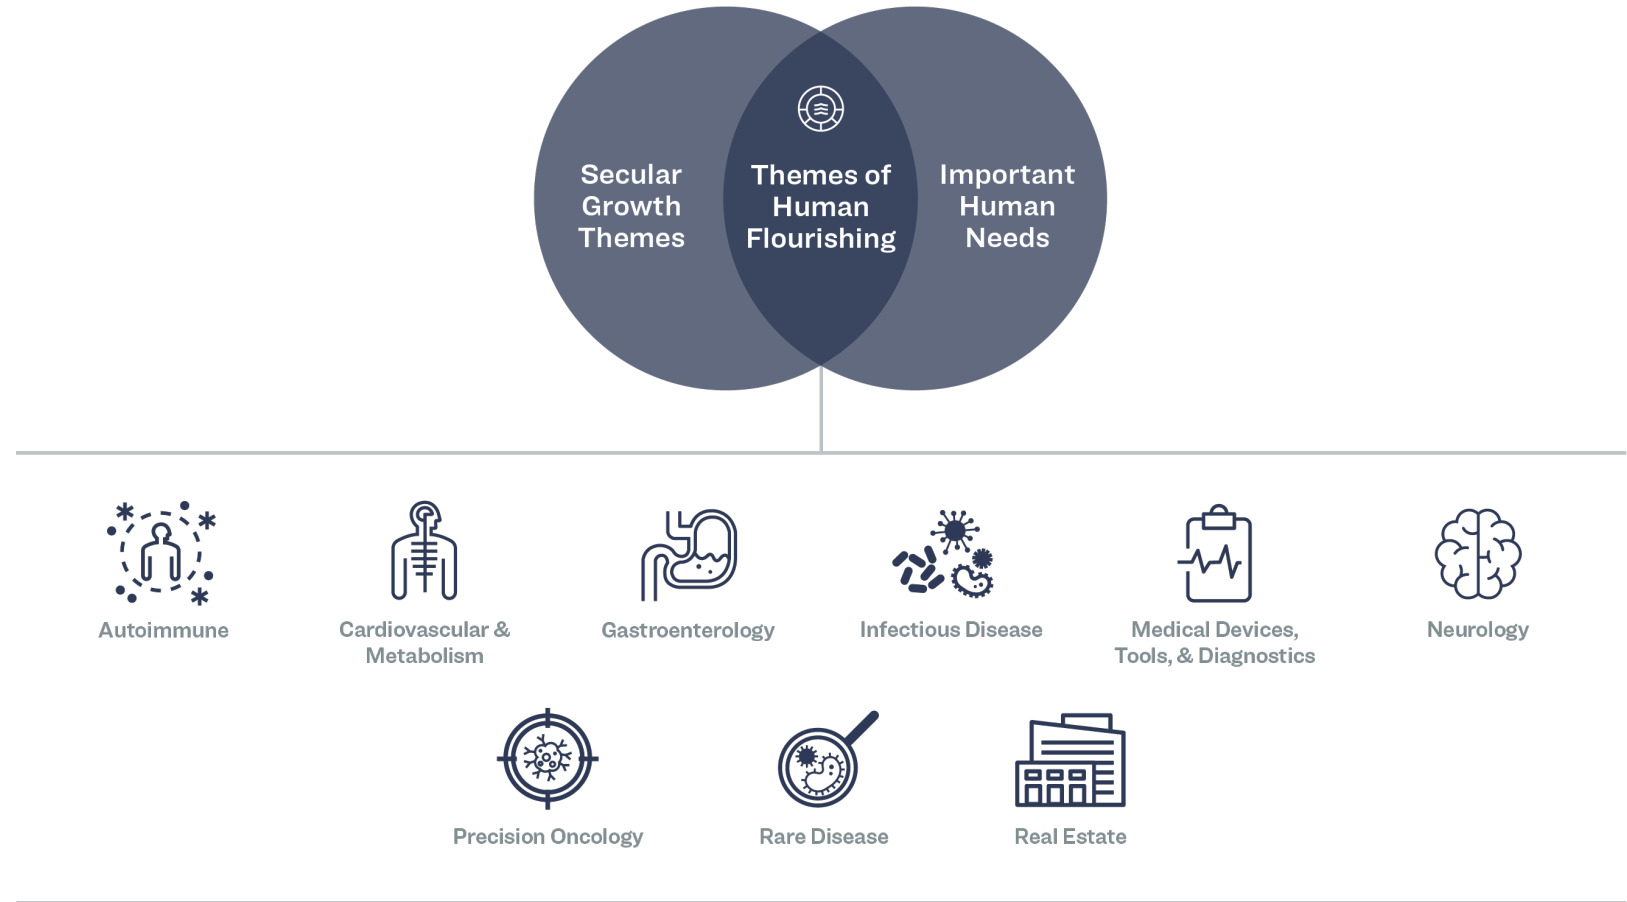 Secular
Growth
Themes
Themes of
Human
Flourishing
Important
Human
Needs
Autoimmune
Cardiovascular &
Metabolism
Gastroenterology
Infectious Disease
Medical Devices,
Tools, & Diagnostics
Neurology
Precision Oncology
Rare Disease
Real Estate